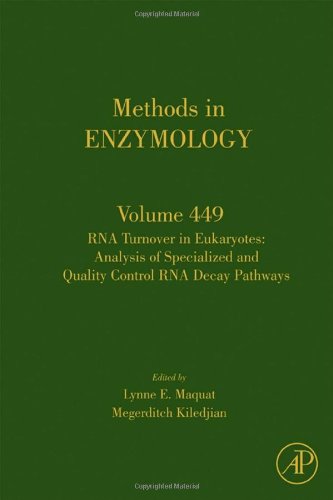 Methods in
ENZYMOLOGY
Volume 449
RNA Turnover in Eukaryotes:
Analysis of Specialized and
Quality Control RNA Decay Pathways
Edited by
Lynne E. Maquat
Megerditch Kiledjian
AP